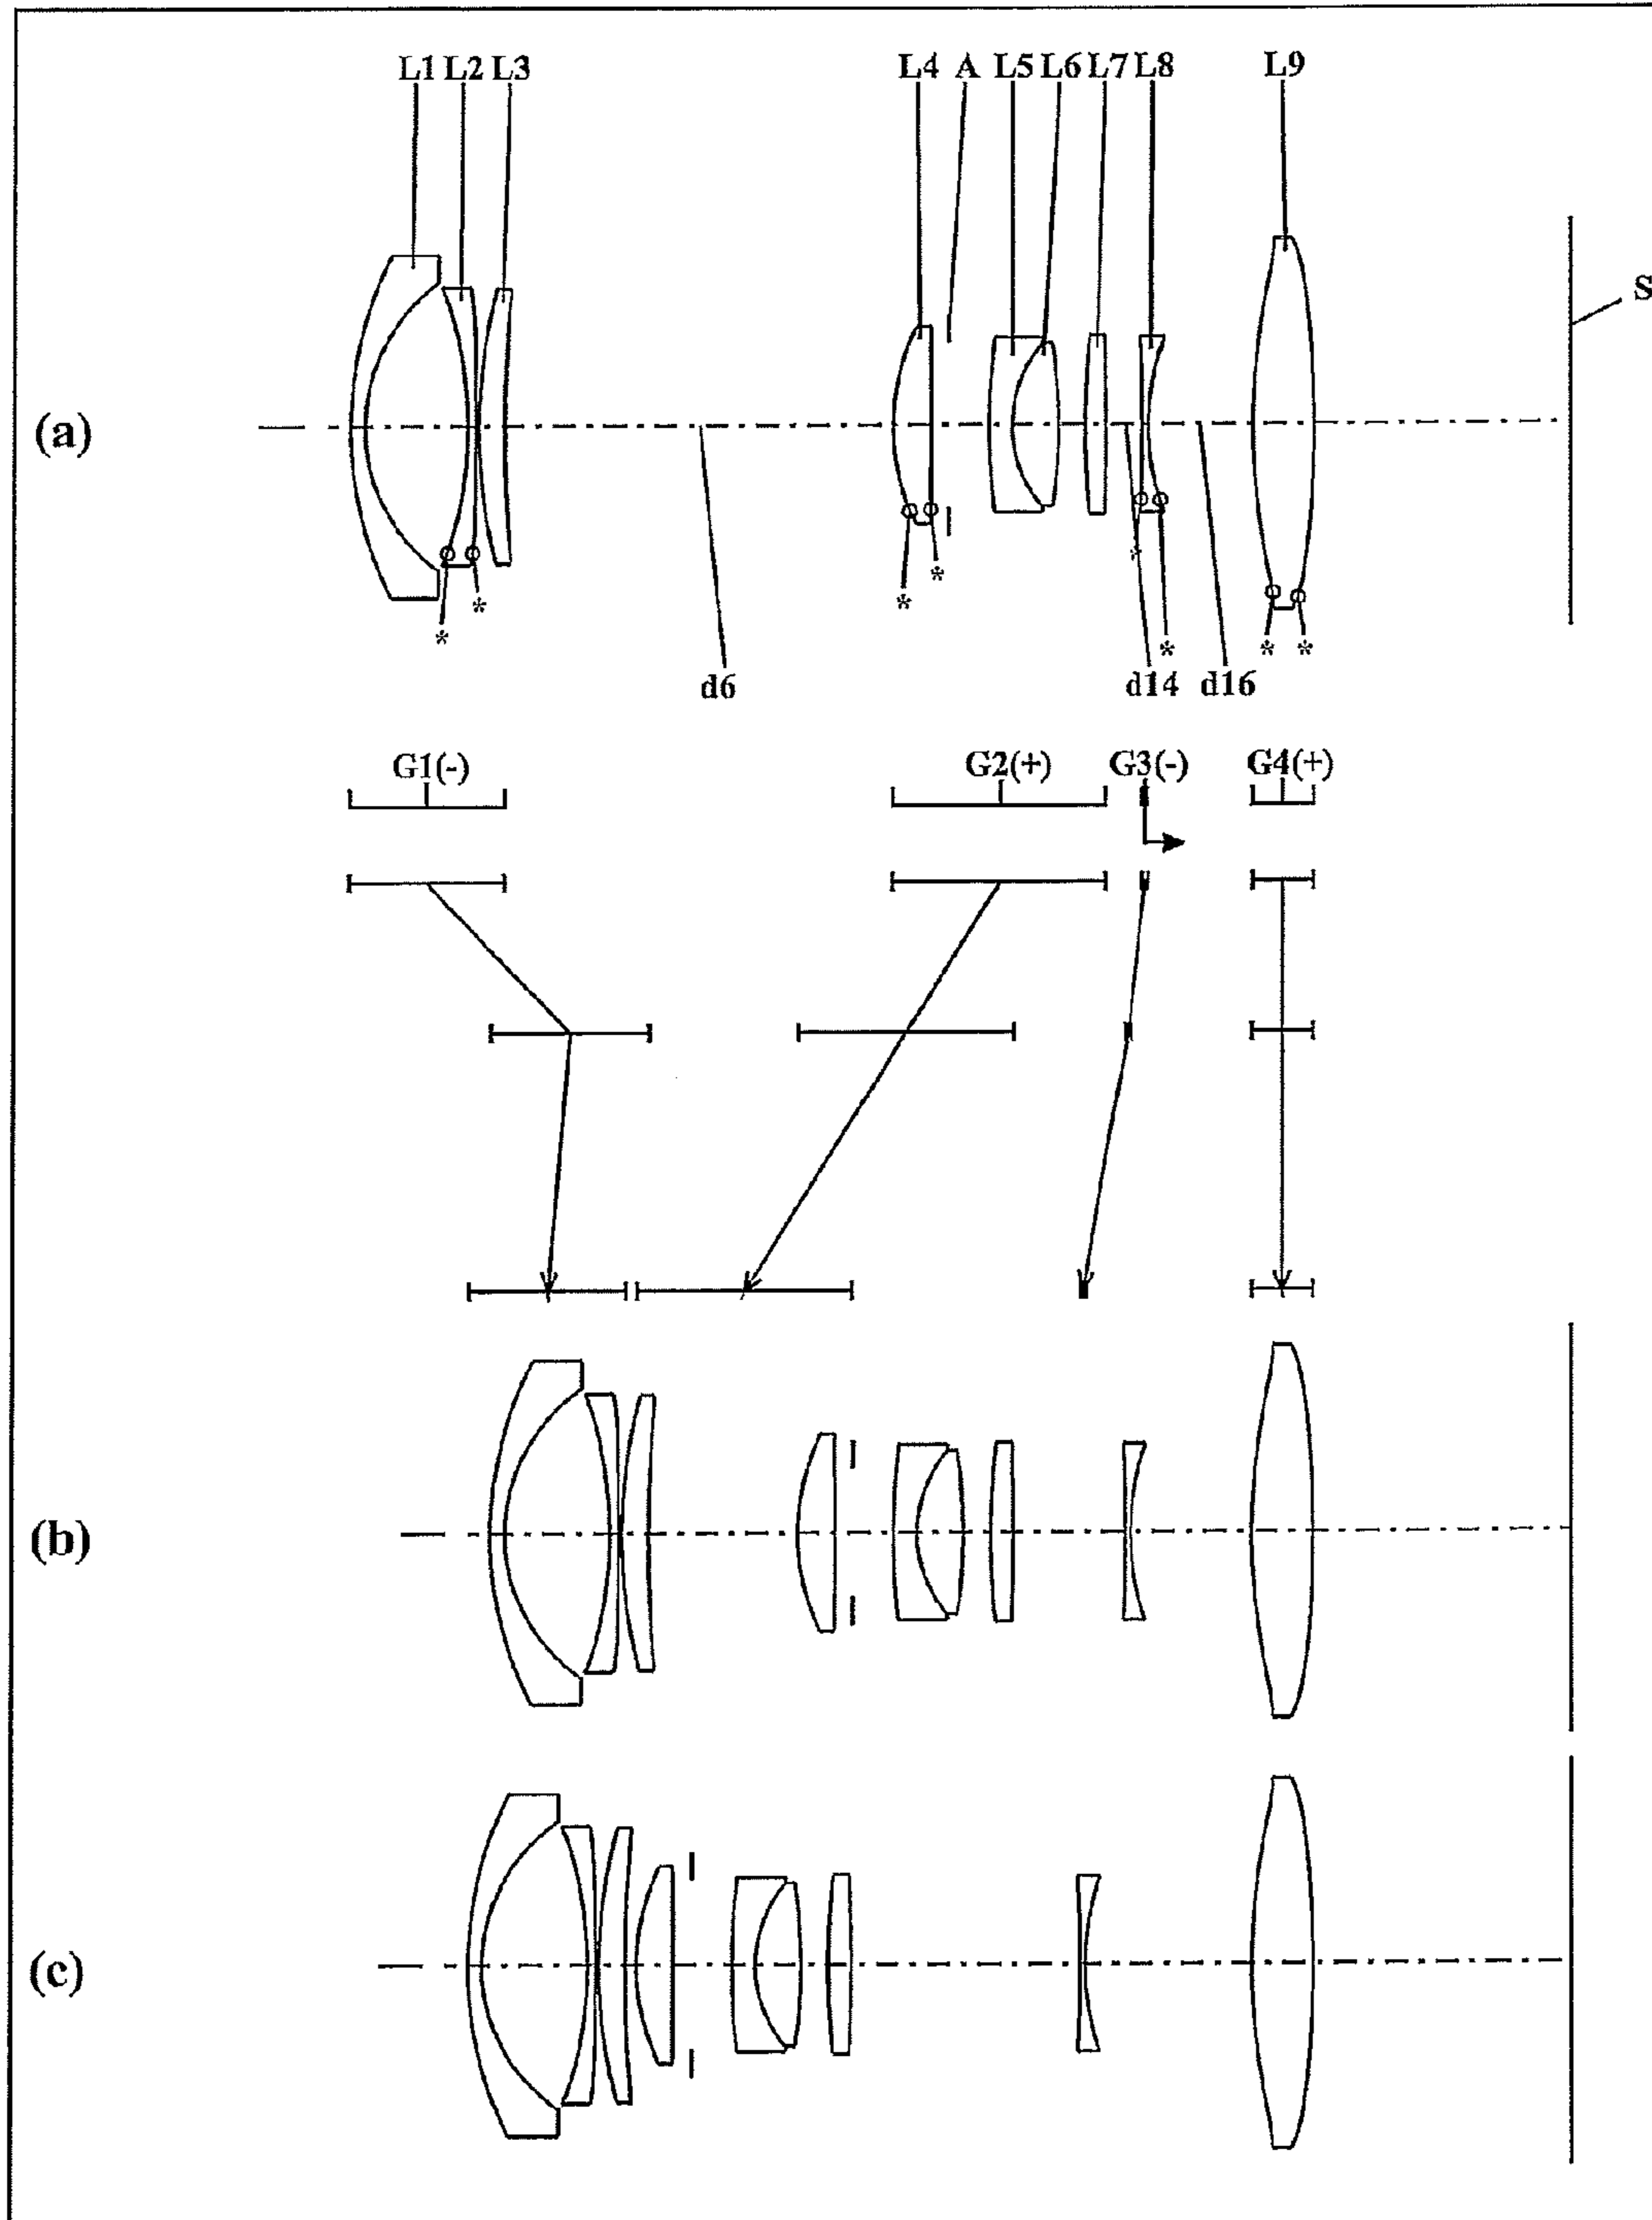 L1 L2 L3 L4 A L5 L6 L7 L8 L9
S
(a)
* * * * * * * *
d6 d14 d16
G1(-) G2(+) G3(-) G4(+)
(b)
(c)